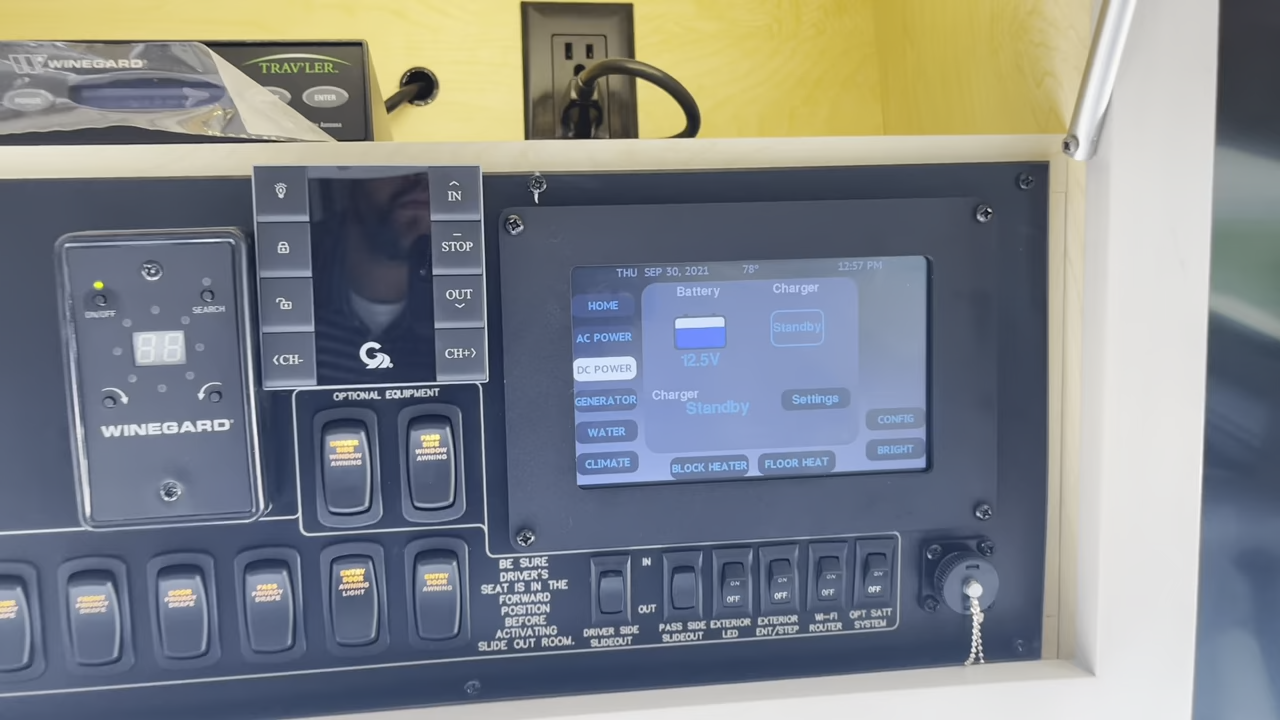 WINEGARD®
TRAV'LER™
POWER
ENTER
IN
STOP
OUT
<CH-
CH+>
ON/OFF
SEARCH
88
WINEGARD®
THU SEP 30, 2021 78° 12:57 PM
HOME
AC POWER
DC POWER
GENERATOR
WATER
CLIMATE
Battery
12.5V
Charger
Standby
Charger
Standby
Settings
CONFIG
BRIGHT
BLOCK HEATER
FLOOR HEAT
OPTIONAL EQUIPMENT
DRIVER
SIDE
WINDOW
AWNING
PASS
SIDE
WINDOW
AWNING
FRONT
PRIVACY
DOOR
PRIVACY
DRAPE
PASS
PRIVACY
DRAPE
ENTRY
DOOR
AWNING
LIGHT
ENTRY
DOOR
AWNING
BE SURE
DRIVER'S
SEAT IS IN THE
FORWARD
POSITION
BEFORE
ACTIVATING
SLIDE OUT ROOM.
IN
OUT
DRIVER SIDE
SLIDEOUT
PASS SIDE
SLIDEOUT
ON
OFF
EXTERIOR
LED
ON
OFF
EXTERIOR
ENT/STEP
ON
OFF
WI-FI
ROUTER
ON
OFF
OPT SATT
SYSTEM